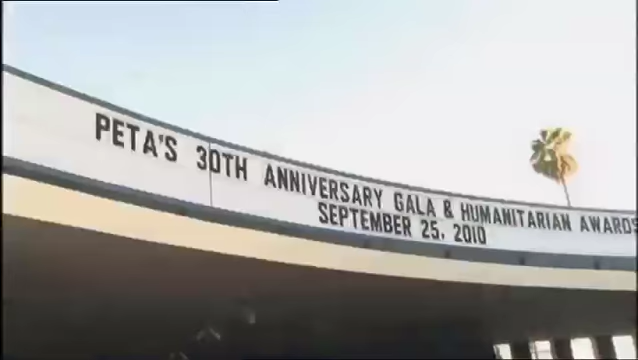 PETA'S 30TH ANNIVERSARY GALA & HUMANITARIAN AWARDS
SEPTEMBER 25, 2010